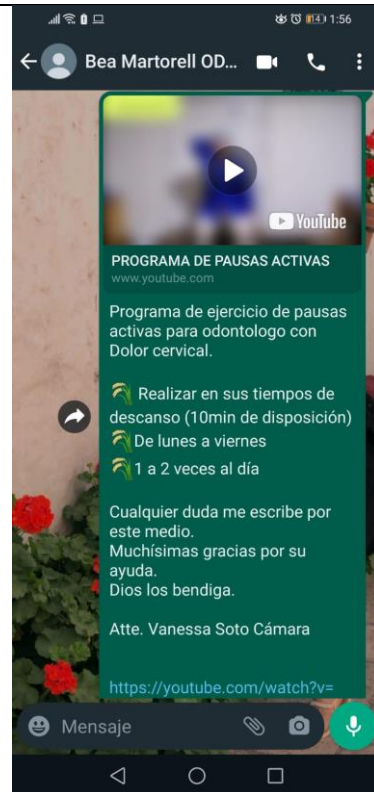 14 1:56
Bea Martorell OD...
YouTube
PROGRAMA DE PAUSAS ACTIVAS
www.youtube.com
Programa de ejercicio de pausas
activas para odontologo con
Dolor cervical.
Realizar en sus tiempos de
descanso (10min de disposición)
De lunes a viernes
1 a 2 veces al día
Cualquier duda me escribe por
este medio.
Muchísimas gracias por su
ayuda.
Dios los bendiga.
Atte. Vanessa Soto Cámara
https://youtube.com/watch?v=
Mensaje